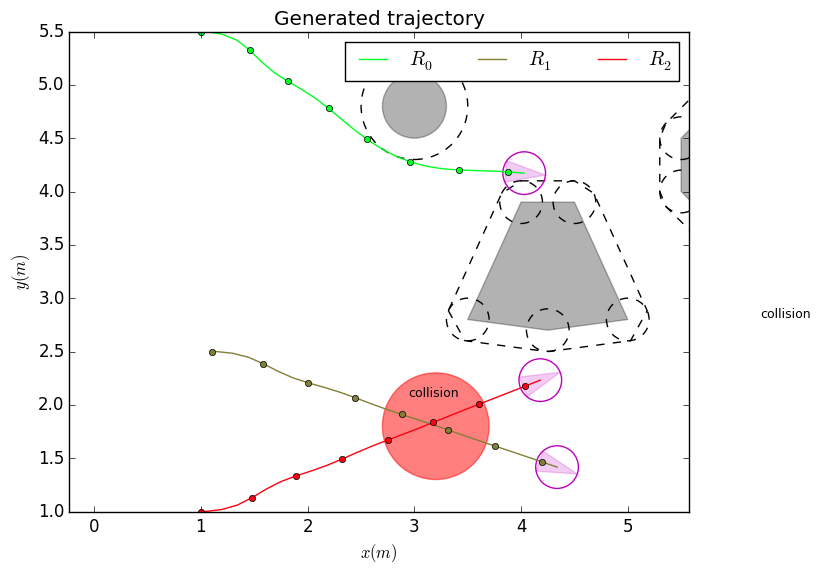 Generated trajectory
5.5
R₀ R₁ R₂
5.0
4.5
4.0
3.5
3.0
collision
2.5
collision
2.0
1.5
1.0
y(m)
0 1 2 3 4 5
x(m)